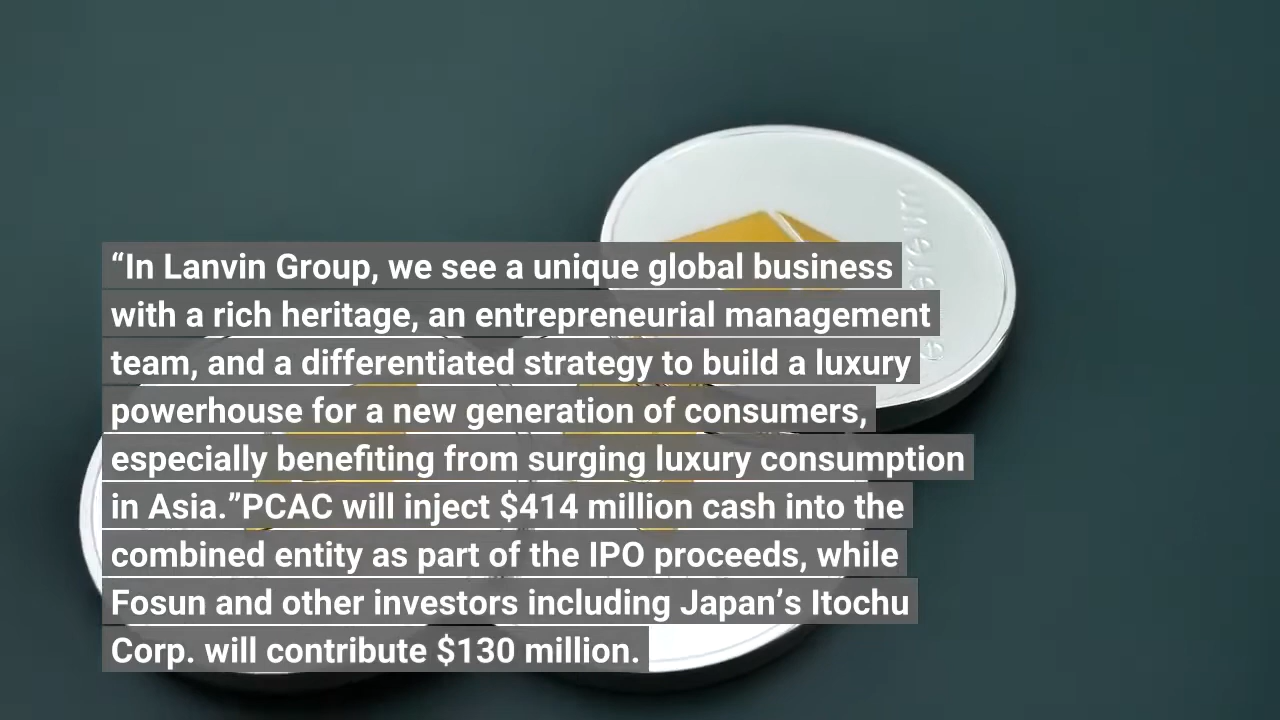 “In Lanvin Group, we see a unique global business
with a rich heritage, an entrepreneurial management
team, and a differentiated strategy to build a luxury
powerhouse for a new generation of consumers,
especially benefiting from surging luxury consumption
in Asia.”PCAC will inject $414 million cash into the
combined entity as part of the IPO proceeds, while
Fosun and other investors including Japan’s Itochu
Corp. will contribute $130 million.